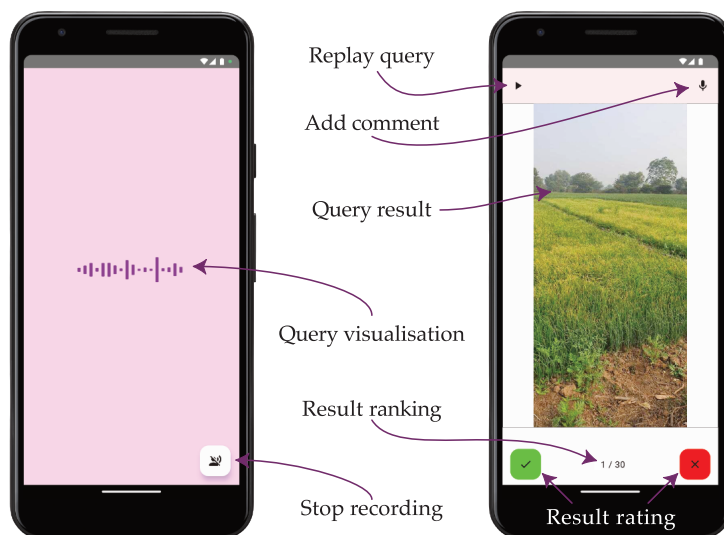 Replay query
Add comment
Query result
Query visualisation
Result ranking
1 / 30
Stop recording
Result rating